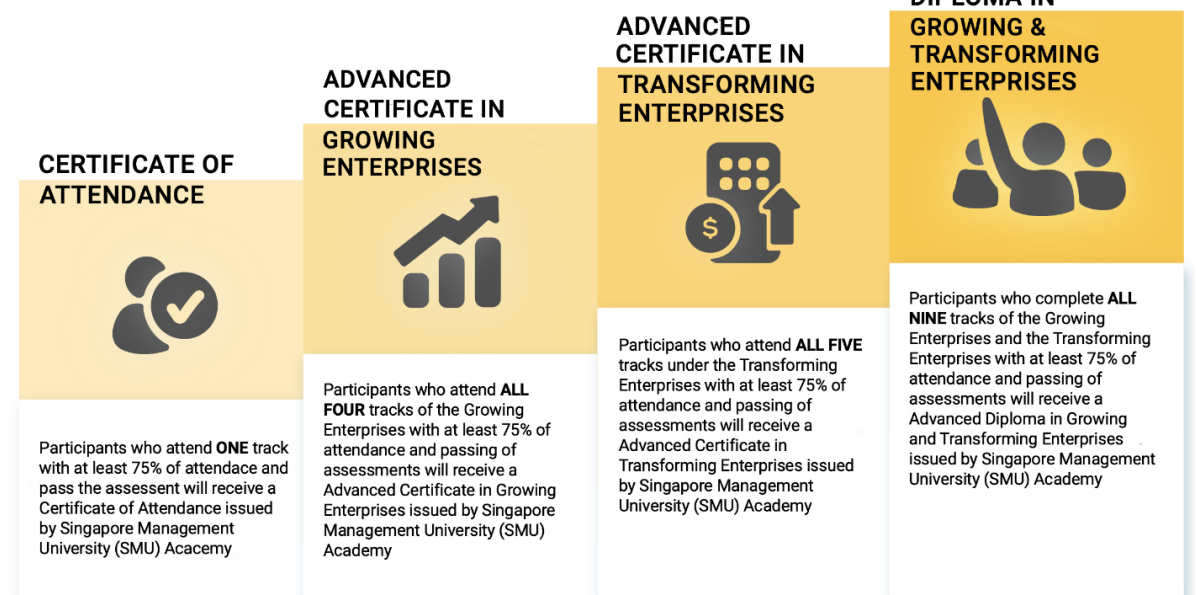 CERTIFICATE OF
ATTENDANCE
Participants who attend ONE track
with at least 75% of attendace and
pass the assessent will receive a
Certificate of Attendance issued
by Singapore Management
University (SMU) Acacemy
ADVANCED
CERTIFICATE IN
GROWING
ENTERPRISES
Participants who attend ALL
FOUR tracks of the Growing
Enterprises with at least 75% of
attendance and passing of
assessments will receive a
Advanced Certificate in Growing
Enterprises issued by Singapore
Management University (SMU)
Academy
ADVANCED
CERTIFICATE IN
TRANSFORMING
ENTERPRISES
$
Participants who attend ALL FIVE
tracks under the Transforming
Enterprises with at least 75% of
attendance and passing of
assessments will receive a
Advanced Certificate in
Transforming Enterprises issued
by Singapore Management
University (SMU) Academy
DIPLOMA IN
GROWING &
TRANSFORMING
ENTERPRISES
Participants who complete ALL
NINE tracks of the Growing
Enterprises and the Transforming
Enterprises with at least 75% of
attendance and passing of
assessments will receive a
Advanced Diploma in Growing
and Transforming Enterprises
issued by Singapore Management
University (SMU) Academy